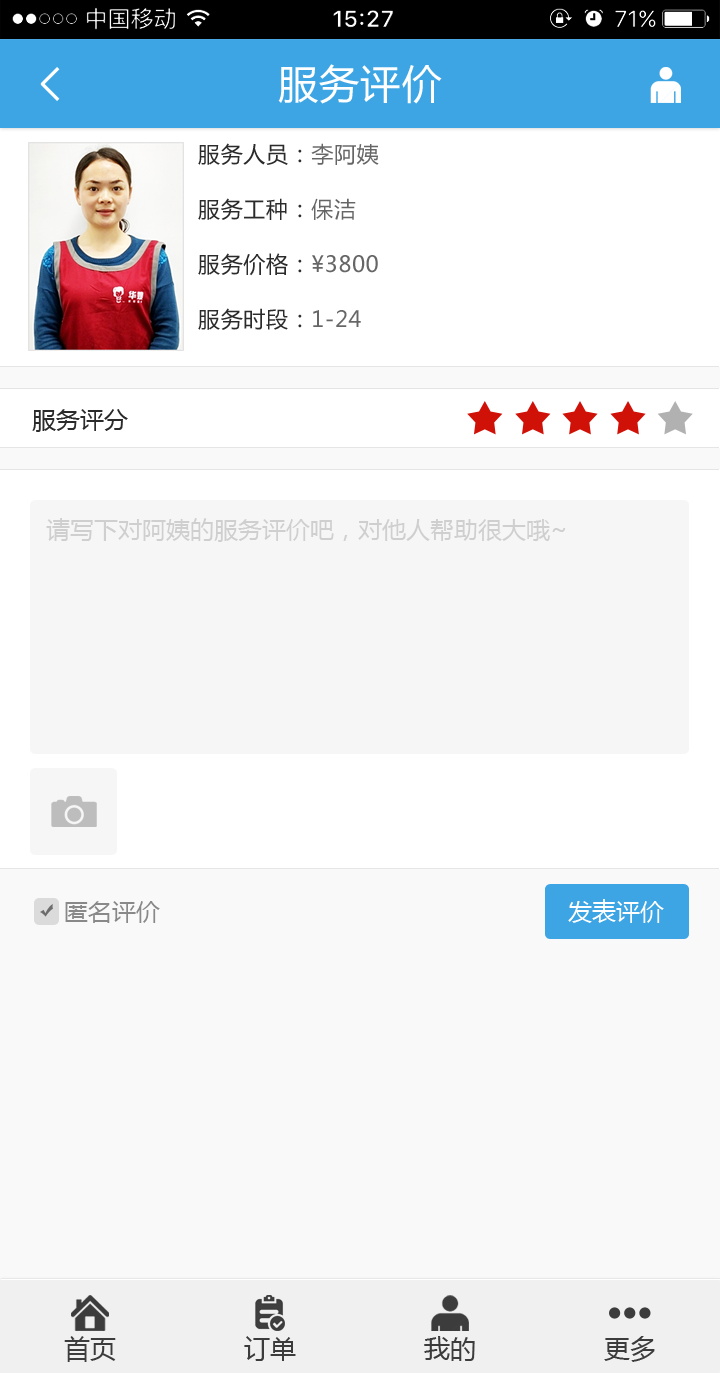 中国移动 15:27 71%
服务评价
服务人员：李阿姨
服务工种：保洁
服务价格：¥3800
服务时段：1-24
服务评分
请写下对阿姨的服务评价吧，对他人帮助很大哦~
匿名评价 发表评价
首页 订单 我的 更多